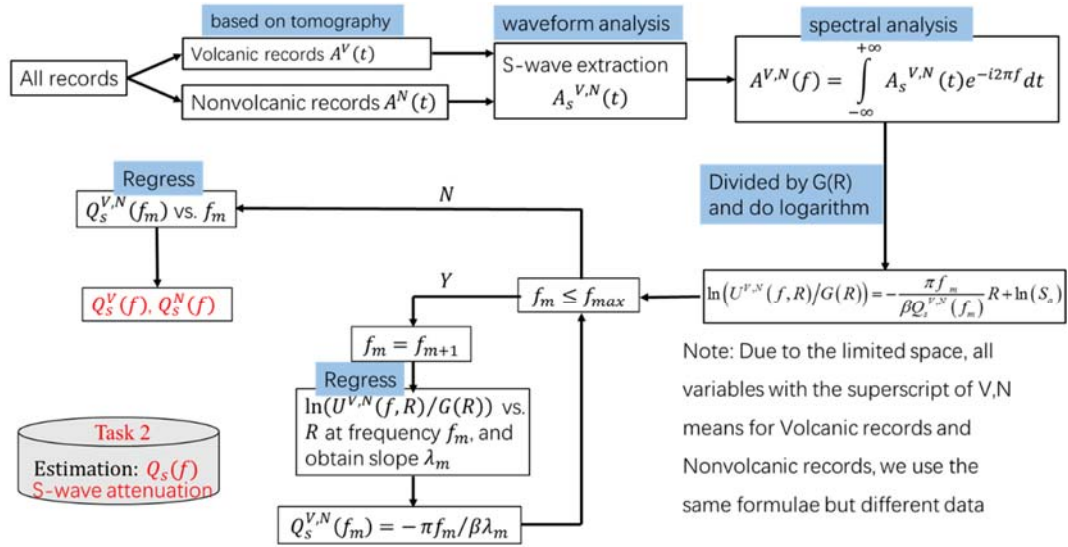 based on tomography
waveform analysis
spectral analysis
All records
Volcanic records A^V(t)
Nonvolcanic records A^N(t)
S-wave extraction
A_s^{V,N}(t)
A^{V,N}(f) = ∫_{-∞}^{+∞} A_s^{V,N}(t)e^{-i2πf}dt
Divided by G(R)
and do logarithm
ln(U^{V,N}(f,R)/G(R)) = -\frac{πf_m}{βQ_s^{V,N}(f_m)}R + ln(S_o)
f_m ≤ f_{max}
N
Regress
Q_s^{V,N}(f_m) vs. f_m
Q_s^V(f), Q_s^N(f)
Y
f_m = f_{m+1}
Regress
ln(U^{V,N}(f,R)/G(R)) vs.
R at frequency f_m, and
obtain slope λ_m
Q_s^{V,N}(f_m) = -πf_m/βλ_m
Task 2
Estimation: Q_s(f)
S-wave attenuation
Note: Due to the limited space, all
variables with the superscript of V,N
means for Volcanic records and
Nonvolcanic records, we use the
same formulae but different data